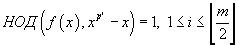 НОД(f(x), x^{p^i} − x) = 1, 1 ≤ i ≤ ⌊m/2⌋